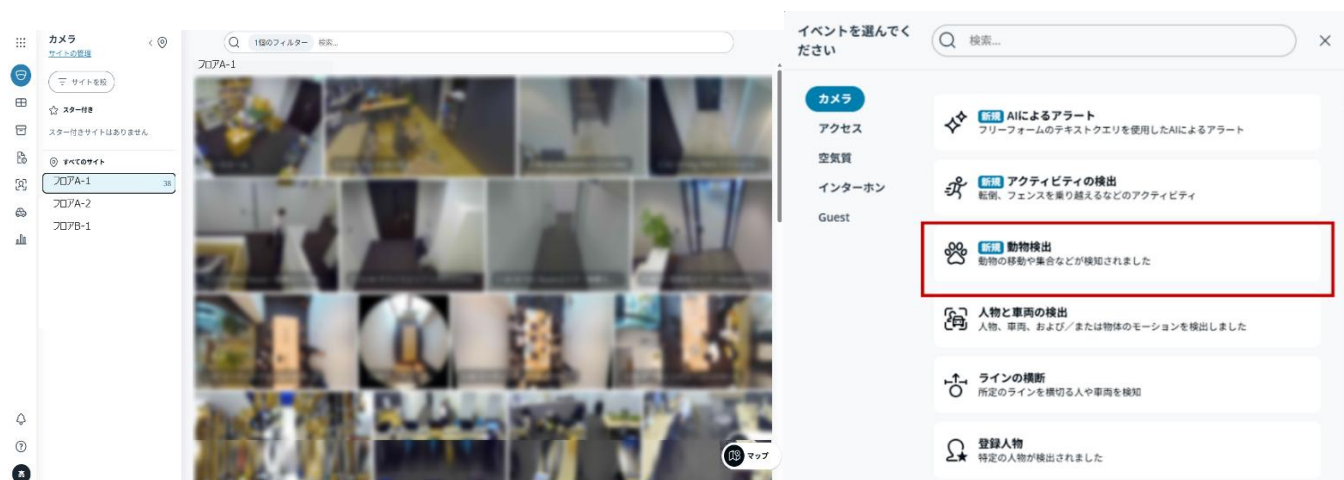 カメラ
サイトの管理
サイトを絞
スター付き
スター付きサイトはありません
すべてのサイト
フロアA-1
38
フロアA-2
フロアB-1
1個のフィルター 検索...
フロアA-1
マップ
イベントを選んでく
ださい
検索...
カメラ
アクセス
空気質
インターホン
Guest
新規 AIによるアラート
フリーフォームのテキストクエリを使用したAIによるアラート
新規 アクティビティの検出
転倒、フェンスを乗り越えるなどのアクティビティ
新規 動物検出
動物の移動や集合などが検知されました
人物と車両の検出
人物、車両、および/または物体のモーションを検出しました
ラインの横断
所定のラインを横切る人や車両を検知
登録人物
特定の人物が検出されました